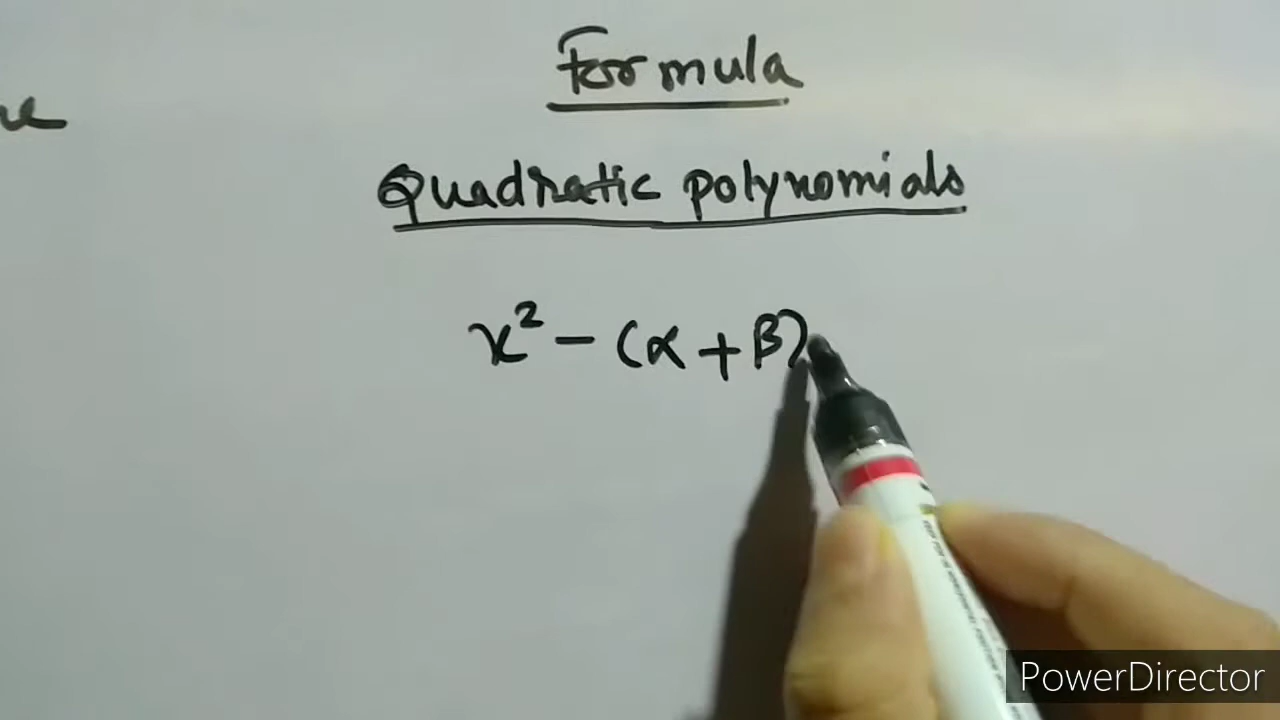 Formula
Quadratic polynomials
x² - (α + β)
PowerDirector